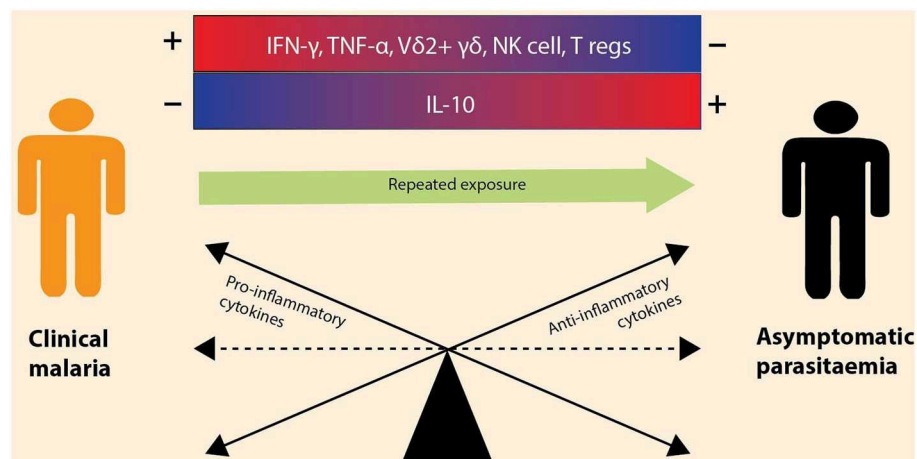 +
IFN-γ, TNF-α, Vδ2+ γδ, NK cell, T regs
–
–
IL-10
+
Repeated exposure
Pro-inflammatory
cytokines
Anti-inflammatory
cytokines
Clinical
malaria
Asymptomatic
parasitaemia